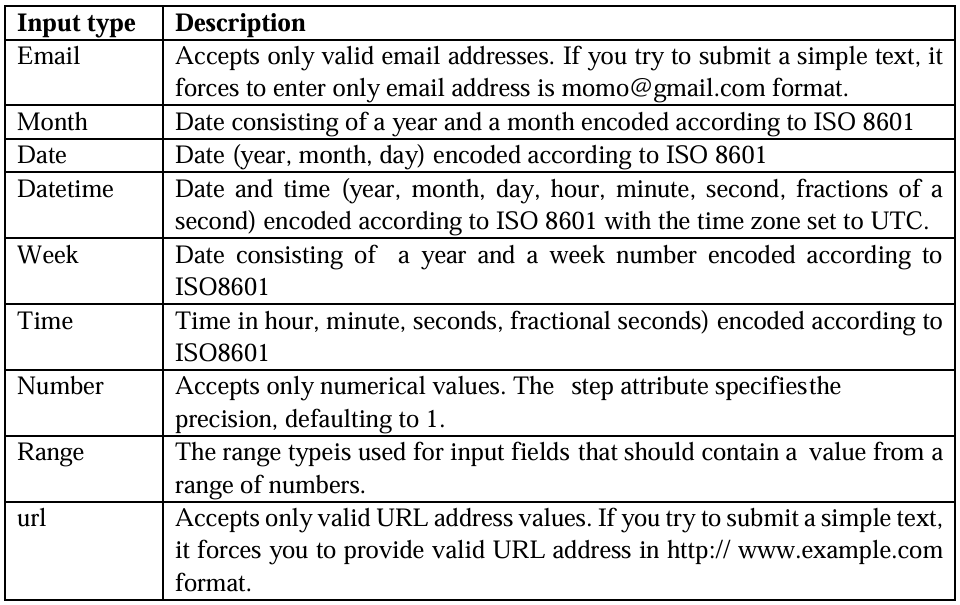 Input type Description
Email Accepts only valid email addresses. If you try to submit a simple text, it
forces to enter only email address is momo@gmail.com format.
Month Date consisting of a year and a month encoded according to ISO 8601
Date Date (year, month, day) encoded according to ISO 8601
Datetime Date and time (year, month, day, hour, minute, second, fractions of a
second) encoded according to ISO 8601 with the time zone set to UTC.
Week Date consisting of a year and a week number encoded according to
ISO8601
Time Time in hour, minute, seconds, fractional seconds) encoded according to
ISO8601
Number Accepts only numerical values. The step attribute specifiesthe
precision, defaulting to 1.
Range The range typeis used for input fields that should contain a value from a
range of numbers.
url Accepts only valid URL address values. If you try to submit a simple text,
it forces you to provide valid URL address in http:// www.example.com
format.